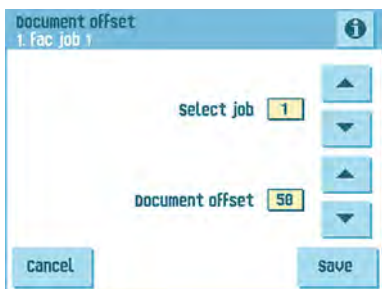 Document offset
1. Fac job 1
Select job 1
Document offset 50
Cancel
Save